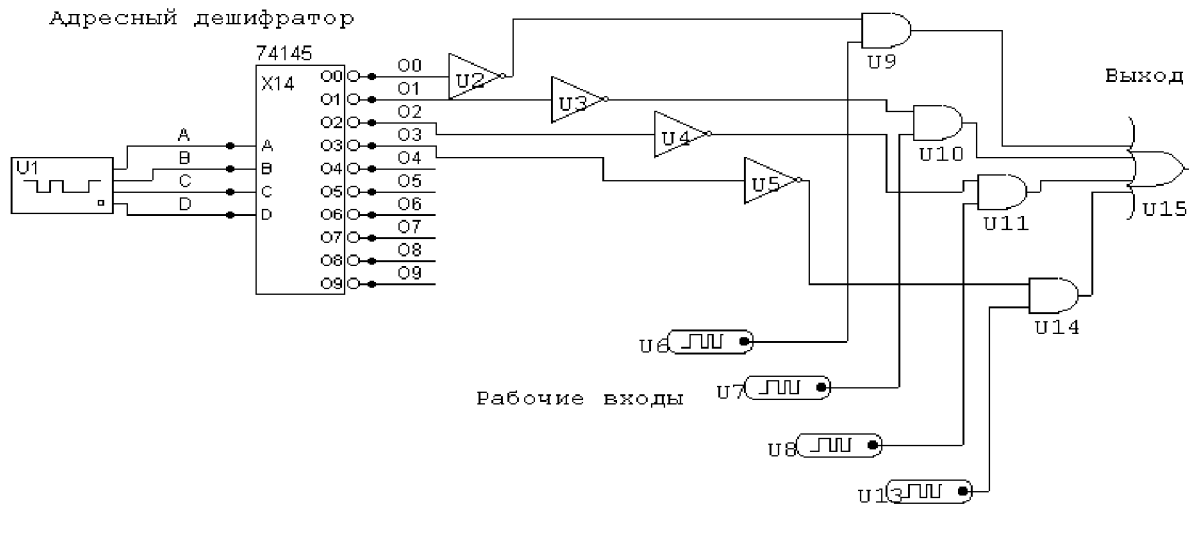 Адресный дешифратор
74145
X14
O0
O1
O2
O3
O4
O5
O6
O7
O8
O9
O0
O1
O2
O3
O4
O5
O6
O7
O8
O9
A
B
C
D
A
B
C
D
U1
U2
U3
U4
U5
U9
U10
U11
U14
U15
Выход
U6
U7
U8
U13
Рабочие входы